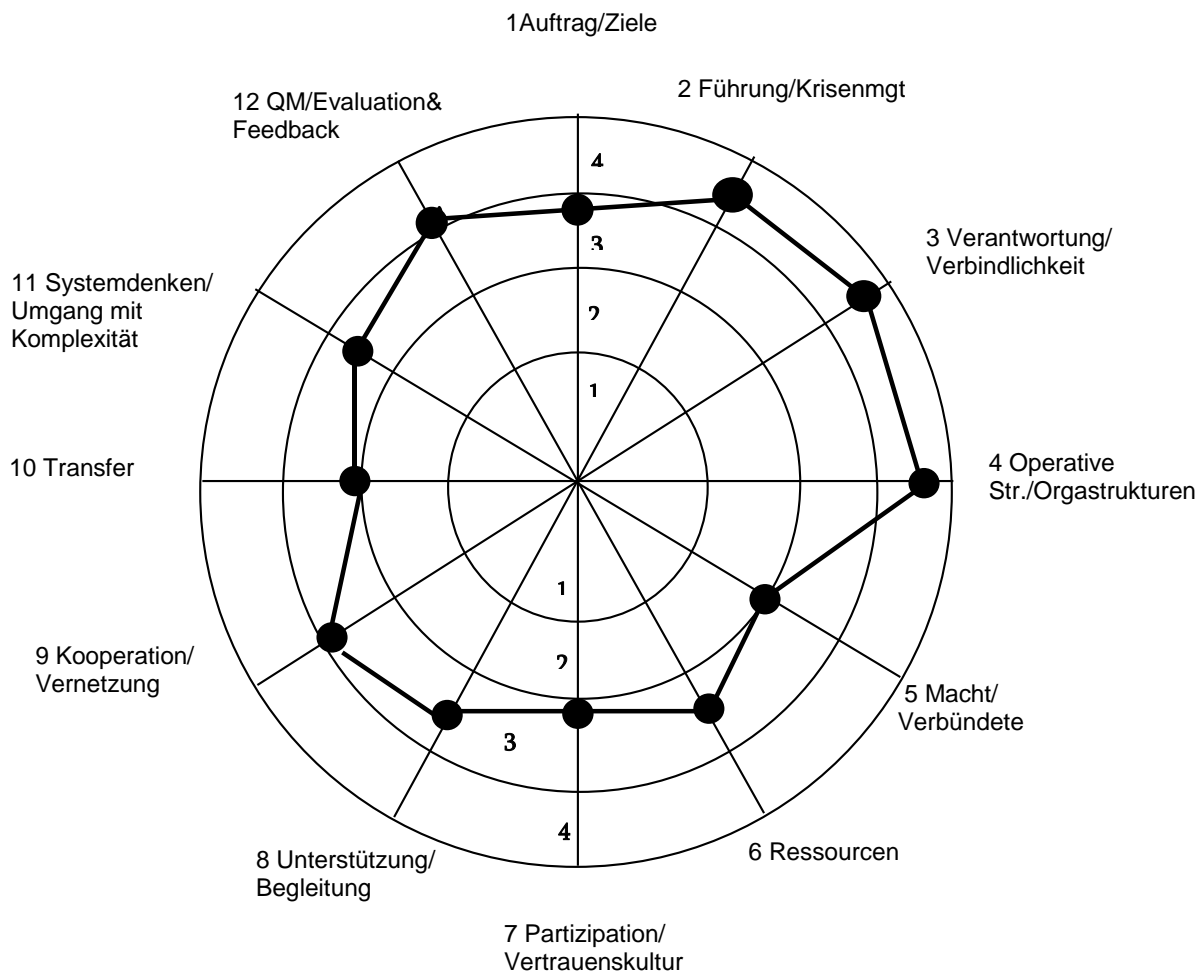 1Auftrag/Ziele
2 Führung/Krisenmgt
12 QM/Evaluation&
Feedback
4
3 Verantwortung/
Verbindlichkeit
3
11 Systemdenken/
Umgang mit
Komplexität
2
1
10 Transfer
4 Operative
Str./Orgastrukturen
1
9 Kooperation/
Vernetzung
2
5 Macht/
Verbündete
3
4
6 Ressourcen
8 Unterstützung/
Begleitung
7 Partizipation/
Vertrauenskultur